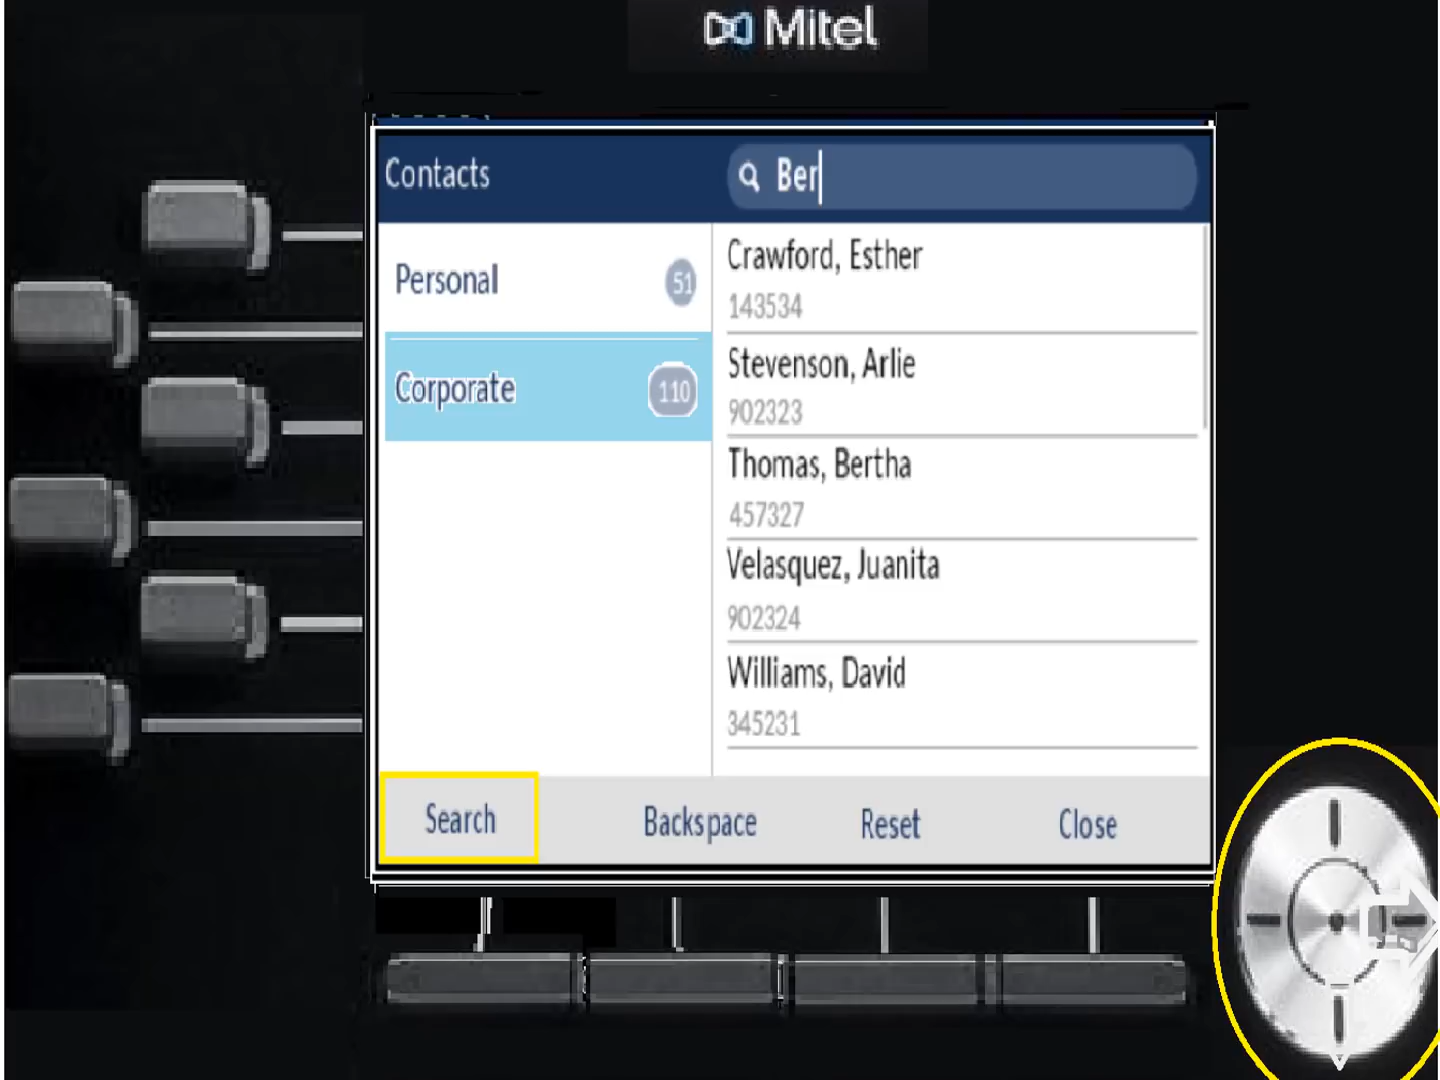 Mitel
Contacts
Ber
Personal 51
Corporate 110
Crawford, Esther
143534
Stevenson, Arlie
902323
Thomas, Bertha
457327
Velasquez, Juanita
902324
Williams, David
345231
Search Backspace Reset Close